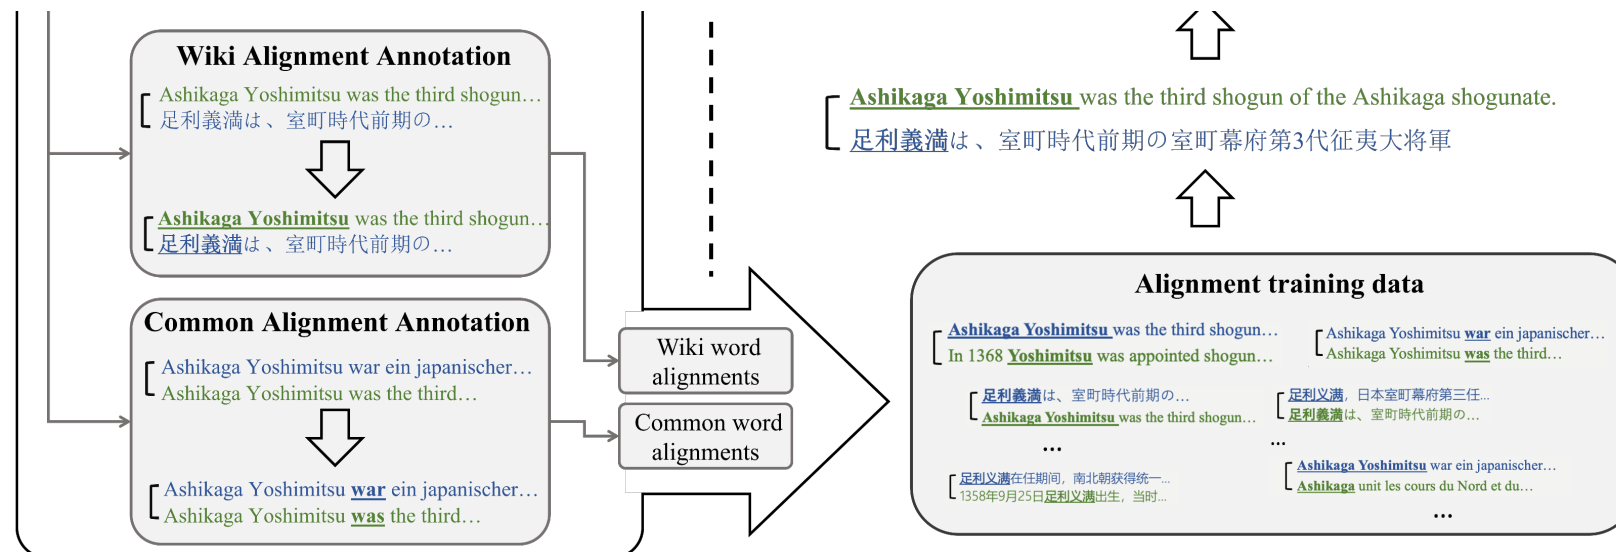 Wiki Alignment Annotation
Ashikaga Yoshimitsu was the third shogun…
足利義満は、室町時代前期の…
Ashikaga Yoshimitsu was the third shogun…
足利義満は、室町時代前期の…
Common Alignment Annotation
Ashikaga Yoshimitsu war ein japanischer…
Ashikaga Yoshimitsu was the third…
Ashikaga Yoshimitsu war ein japanischer…
Ashikaga Yoshimitsu was the third…
Wiki word
alignments
Common word
alignments
Ashikaga Yoshimitsu was the third shogun of the Ashikaga shogunate.
足利義満は、室町時代前期の室町幕府第3代征夷大将軍
Alignment training data
Ashikaga Yoshimitsu was the third shogun…
In 1368 Yoshimitsu was appointed shogun…
Ashikaga Yoshimitsu war ein japanischer…
Ashikaga Yoshimitsu was the third…
足利義満は、室町時代前期の…
Ashikaga Yoshimitsu was the third shogun…
足利义满，日本室町幕府第三任...
足利義満は、室町時代前期の…
...
...
足利义满在任期间，南北朝获得统一...
1358年9月25日足利义满出生，当时...
Ashikaga Yoshimitsu war ein japanischer…
Ashikaga unit les cours du Nord et du…
...